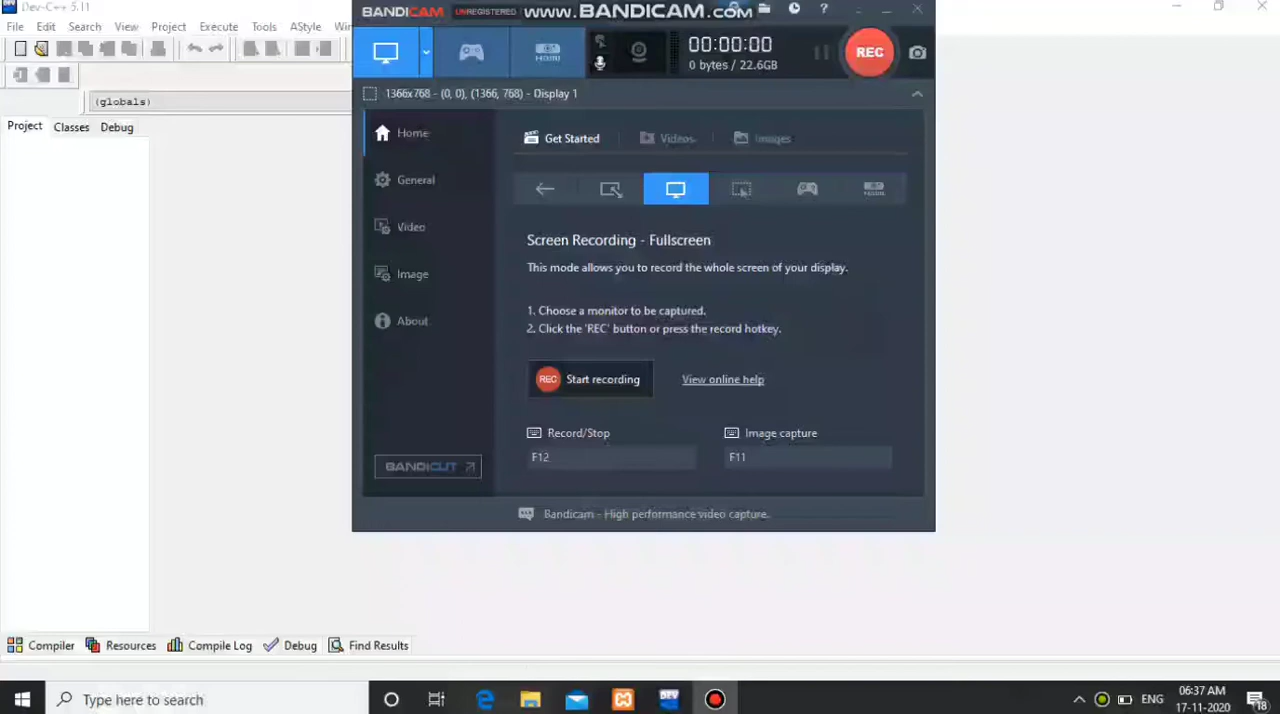 Dev-C++ 5.11
File Edit Search View Project Execute Tools AStyle Win
(globals)
Project Classes Debug
BANDICAM UNREGISTERED www.BANDICAM.com
HDMI
00:00:00
0 bytes / 22.6GB
REC
1366x768 - (0, 0), (1366, 768) - Display 1
Home
General
Video
Image
About
BANDICUT
Get Started Videos Images
Screen Recording - Fullscreen
This mode allows you to record the whole screen of your display.
1. Choose a monitor to be captured.
2. Click the 'REC' button or press the record hotkey.
REC Start recording View online help
Record/Stop Image capture
F12 F11
Bandicam - High performance video capture.
Compiler Resources Compile Log Debug Find Results
Type here to search
DEV
ENG
06:37 AM
17-11-2020
18